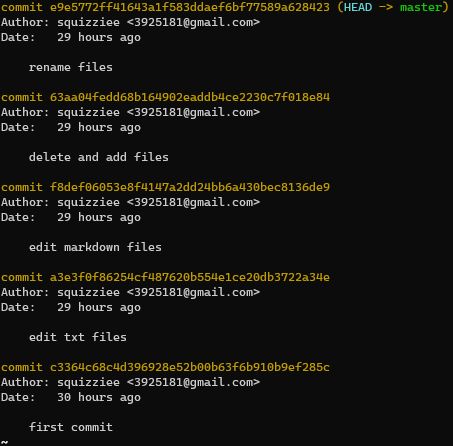 commit e9e5772ff41643a1f583ddaef6bf77589a628423 (HEAD -> master)
Author: squizziee <3925181@gmail.com>
Date:   29 hours ago
    rename files
commit 63aa04fedd68b164902eaddb4ce2230c7f018e84
Author: squizziee <3925181@gmail.com>
Date:   29 hours ago
    delete and add files
commit f8def06053e8f4147a2dd24bb6a430bec8136de9
Author: squizziee <3925181@gmail.com>
Date:   29 hours ago
    edit markdown files
commit a3e3f0f86254cf487620b554e1ce20db3722a34e
Author: squizziee <3925181@gmail.com>
Date:   29 hours ago
    edit txt files
commit c3364c68c4d396928e52b00b63f6b910b9ef285c
Author: squizziee <3925181@gmail.com>
Date:   30 hours ago
    first commit
~